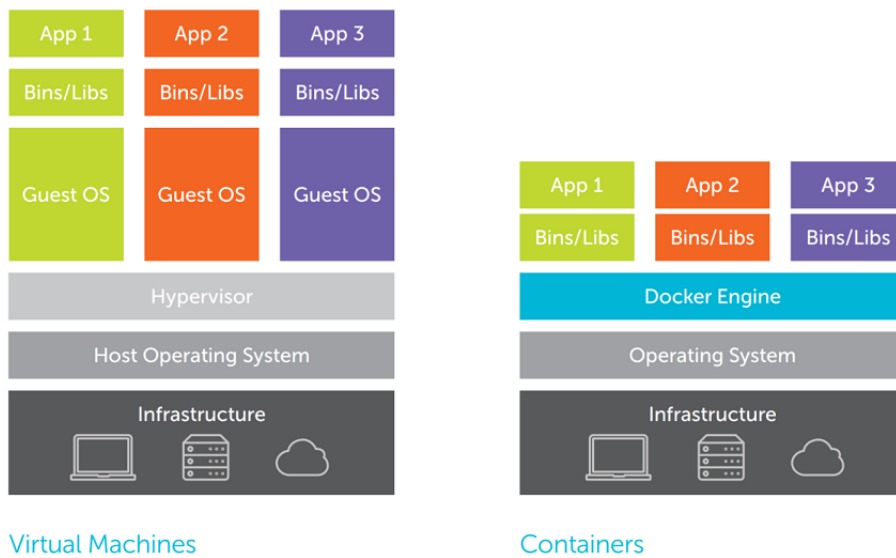 App 1
App 2
App 3
Bins/Libs
Bins/Libs
Bins/Libs
Guest OS
Guest OS
Guest OS
Hypervisor
Host Operating System
Infrastructure
Virtual Machines
App 1
App 2
App 3
Bins/Libs
Bins/Libs
Bins/Libs
Docker Engine
Operating System
Infrastructure
Containers